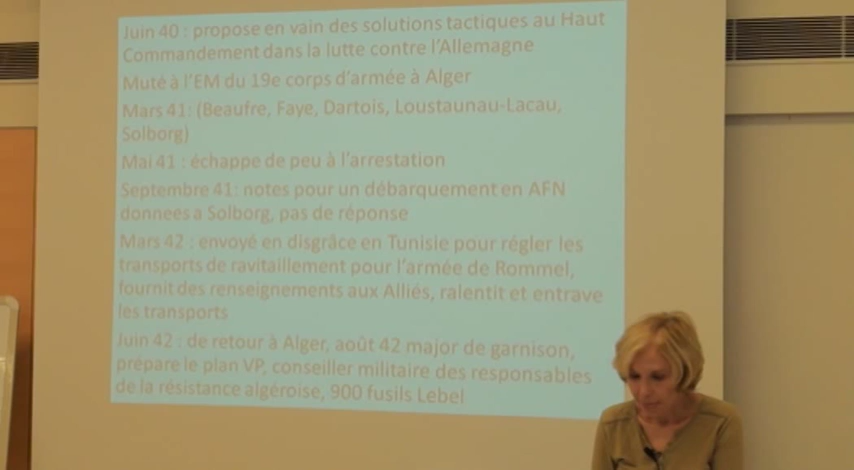 Juin 40 : propose en vain des solutions tactiques au Haut
Commandement dans la lutte contre l'Allemagne
Muté à l'EM du 19e corps d'armée à Alger
Mars 41: (Beaufre, Faye, Dartois, Loustaunau-Lacau,
Solborg)
Mai 41 : échappe de peu à l'arrestation
Septembre 41: notes pour un débarquement en AFN
donnees a Solborg, pas de réponse
Mars 42 : envoyé en disgrâce en Tunisie pour régler les
transports de ravitaillement pour l'armée de Rommel,
fournit des renseignements aux Alliés, ralentit et entrave
les transports
Juin 42 : de retour à Alger, août 42 major de garnison,
prépare le plan VP, conseiller militaire des responsables
de la résistance algéroise, 900 fusils Lebel